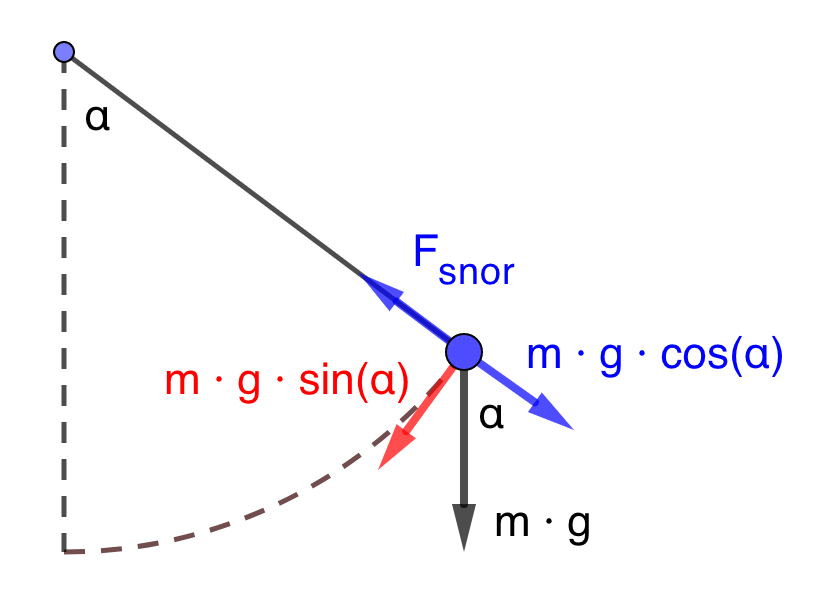 α
F_snor
m · g · cos(α)
m · g · sin(α)
α
m · g